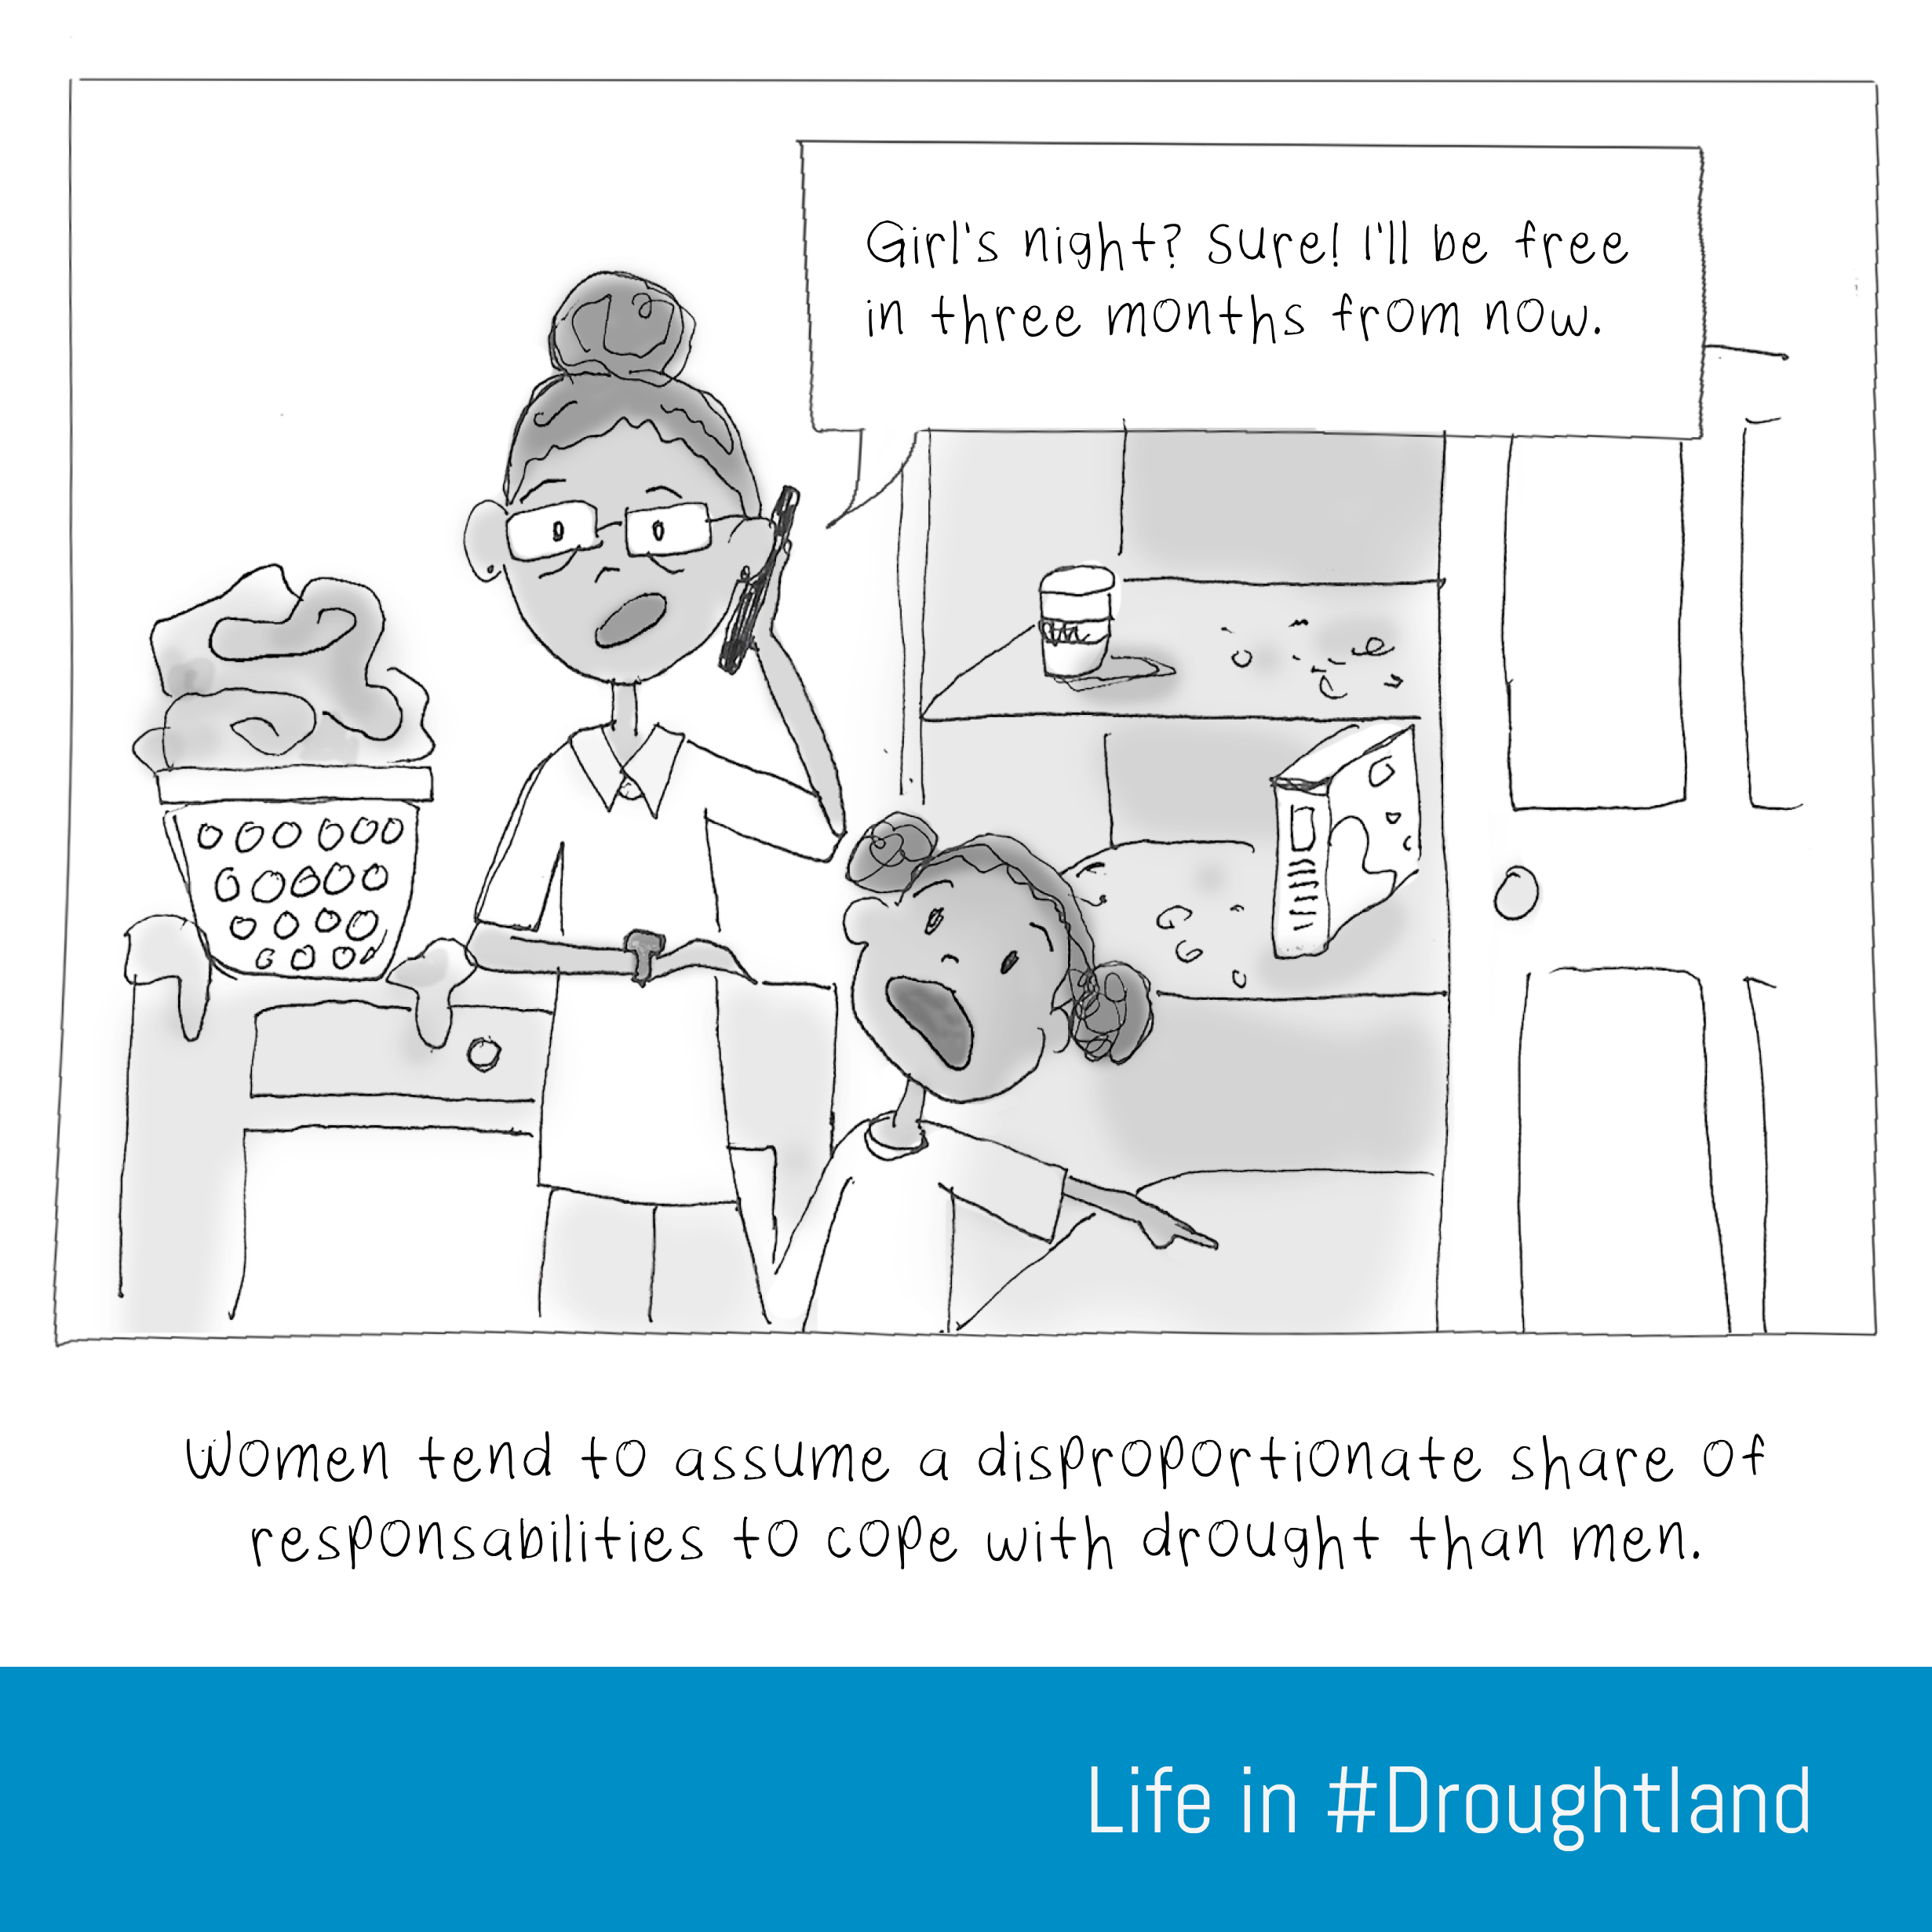 Girl's night? Sure! I'll be free
in three months from now.
Women tend to assume a disproportionate share of
responsabilities to cope with drought than men.
Life in #Droughtland